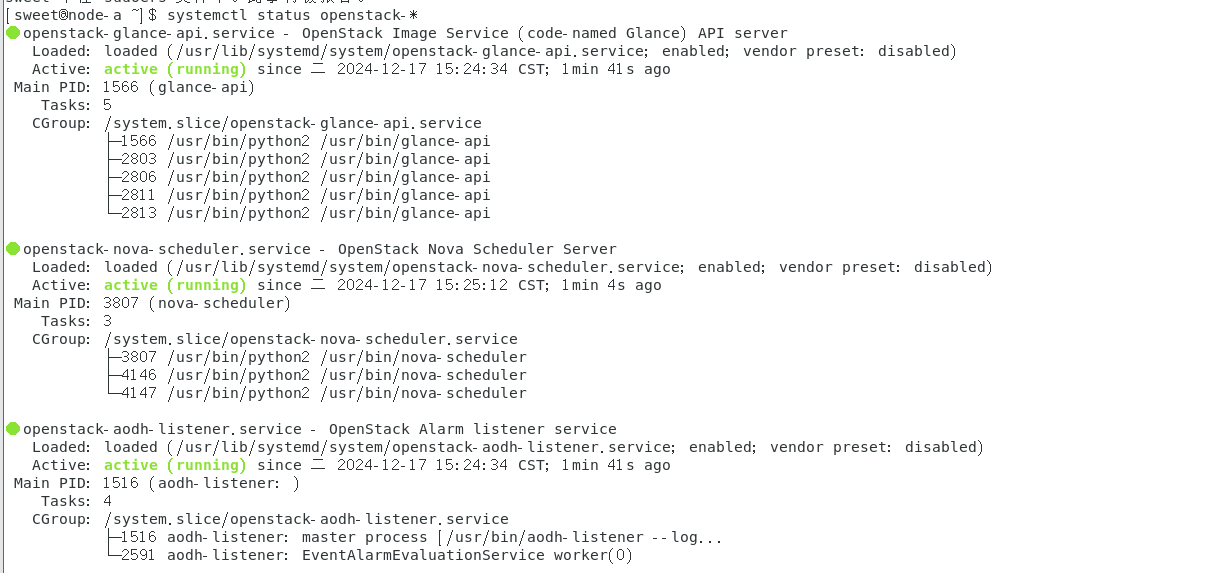 [sweet@node-a ~]$ systemctl status openstack-*
openstack-glance-api.service - OpenStack Image Service (code-named Glance) API server
Loaded: loaded (/usr/lib/systemd/system/openstack-glance-api.service; enabled; vendor preset: disabled)
Active: active (running) since 二 2024-12-17 15:24:34 CST; 1min 41s ago
Main PID: 1566 (glance-api)
Tasks: 5
CGroup: /system.slice/openstack-glance-api.service
├─1566 /usr/bin/python2 /usr/bin/glance-api
├─2803 /usr/bin/python2 /usr/bin/glance-api
├─2806 /usr/bin/python2 /usr/bin/glance-api
├─2811 /usr/bin/python2 /usr/bin/glance-api
└─2813 /usr/bin/python2 /usr/bin/glance-api
openstack-nova-scheduler.service - OpenStack Nova Scheduler Server
Loaded: loaded (/usr/lib/systemd/system/openstack-nova-scheduler.service; enabled; vendor preset: disabled)
Active: active (running) since 二 2024-12-17 15:25:12 CST; 1min 4s ago
Main PID: 3807 (nova-scheduler)
Tasks: 3
CGroup: /system.slice/openstack-nova-scheduler.service
├─3807 /usr/bin/python2 /usr/bin/nova-scheduler
├─4146 /usr/bin/python2 /usr/bin/nova-scheduler
└─4147 /usr/bin/python2 /usr/bin/nova-scheduler
openstack-aodh-listener.service - OpenStack Alarm listener service
Loaded: loaded (/usr/lib/systemd/system/openstack-aodh-listener.service; enabled; vendor preset: disabled)
Active: active (running) since 二 2024-12-17 15:24:34 CST; 1min 41s ago
Main PID: 1516 (aodh-listener: )
Tasks: 4
CGroup: /system.slice/openstack-aodh-listener.service
├─1516 aodh-listener: master process [/usr/bin/aodh-listener --log...
└─2591 aodh-listener: EventAlarmEvaluationService worker(0)